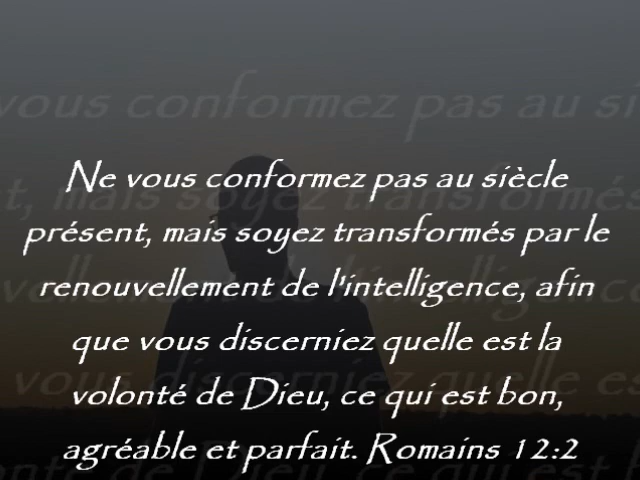 Ne vous conformez pas au siècle
présent, mais soyez transformés par le
renouvellement de l'intelligence, afin
que vous discerniez quelle est la
volonté de Dieu, ce qui est bon,
agréable et parfait. Romains 12:2